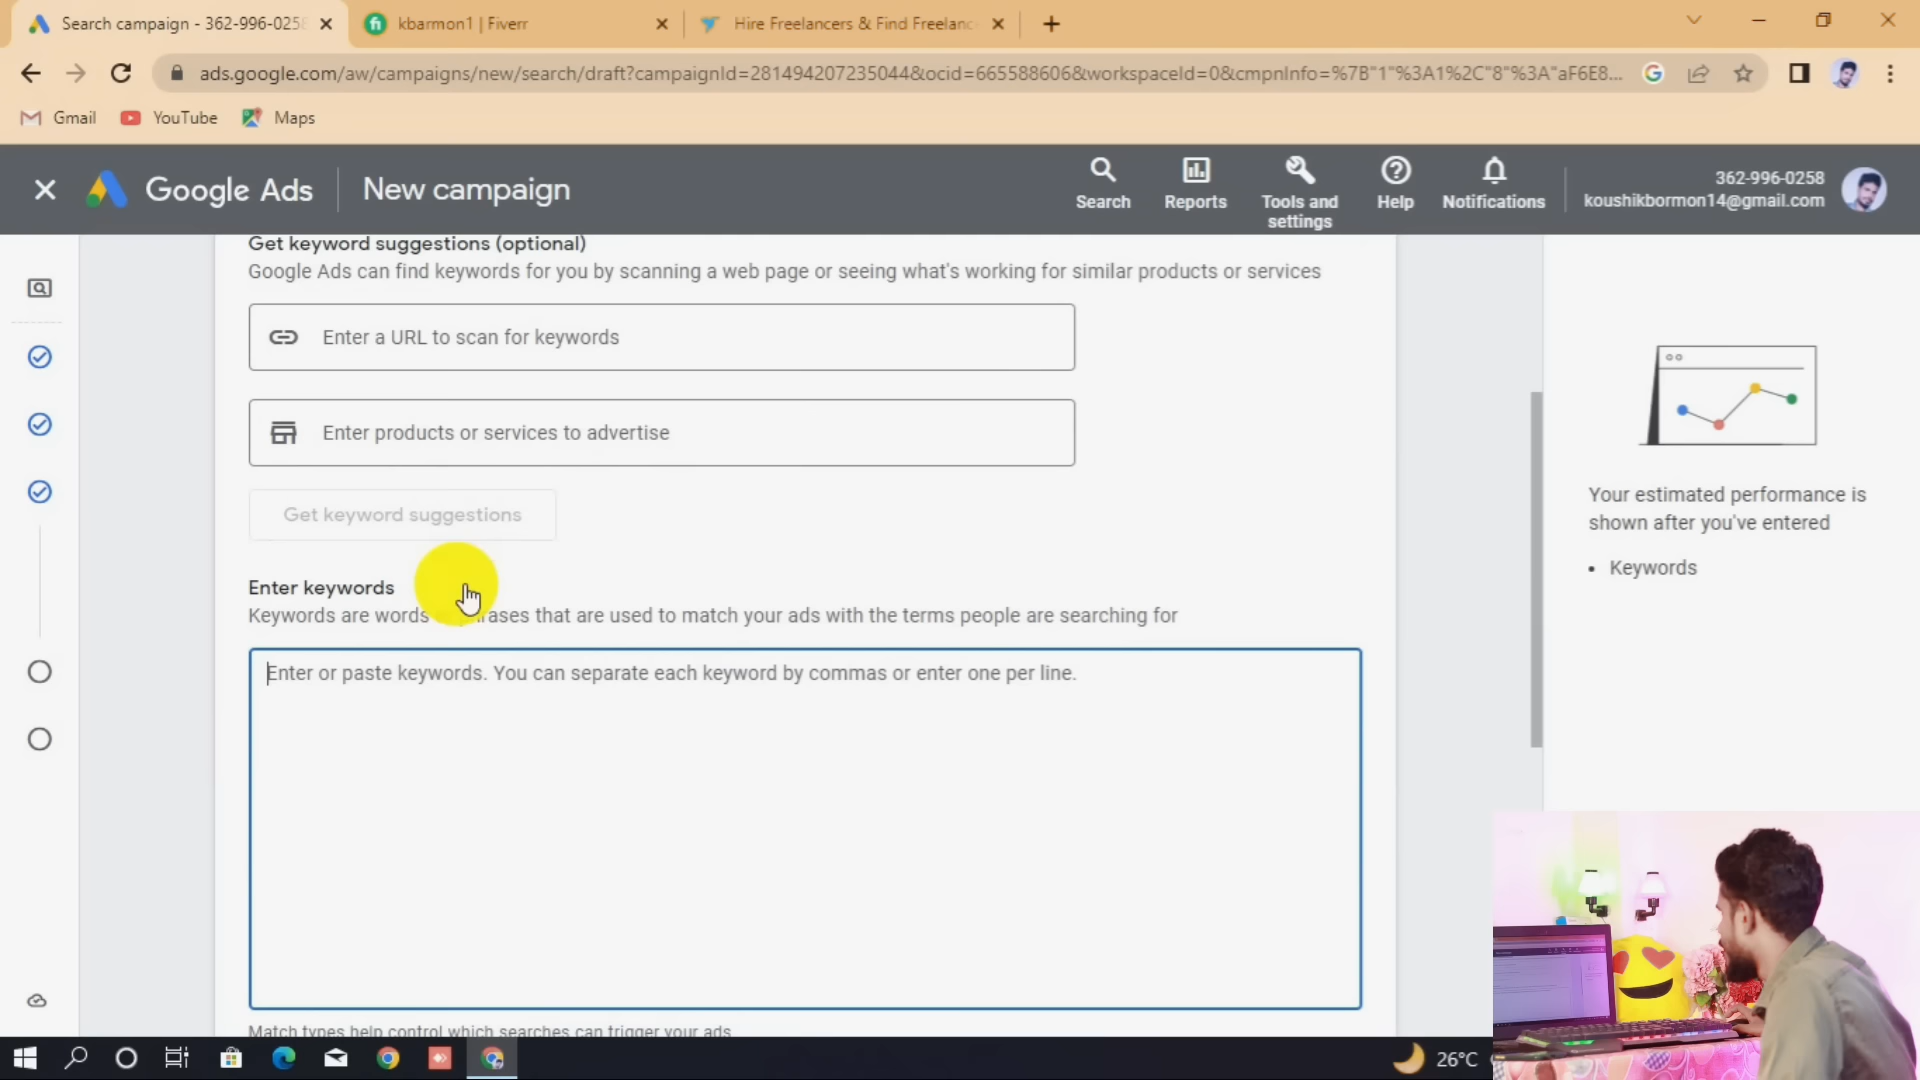 Search campaign - 362-996-0258
kbarmon1 | Fiverr
Hire Freelancers & Find Freelanc
ads.google.com/aw/campaigns/new/search/draft?campaignId=281494207235044&ocid=665588606&workspaceId=0&cmpnInfo=%7B"1"%3A1%2C"8"%3A"aF6E8...
Gmail
YouTube
Maps
Google Ads
New campaign
Search
Reports
Tools and
settings
Help
Notifications
362-996-0258
koushikbormon14@gmail.com
Get keyword suggestions (optional)
Google Ads can find keywords for you by scanning a web page or seeing what's working for similar products or services
Enter a URL to scan for keywords
Enter products or services to advertise
Get keyword suggestions
Enter keywords
Keywords are words or phrases that are used to match your ads with the terms people are searching for
Enter or paste keywords. You can separate each keyword by commas or enter one per line.
Match types help control which searches can trigger your ads
Your estimated performance is
shown after you've entered
• Keywords
26°C